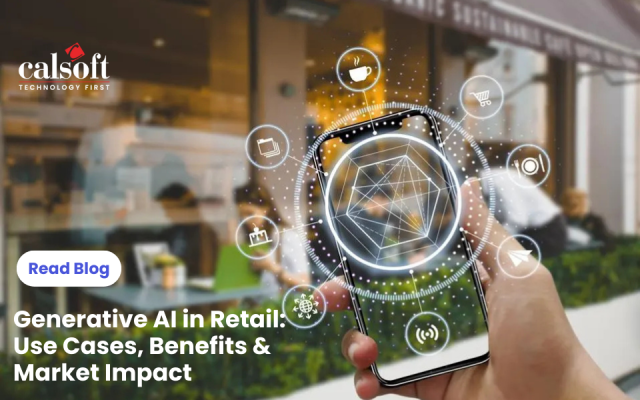 calsoft
TECHNOLOGY FIRST
Read Blog
Generative AI in Retail:
Use Cases, Benefits &
Market Impact